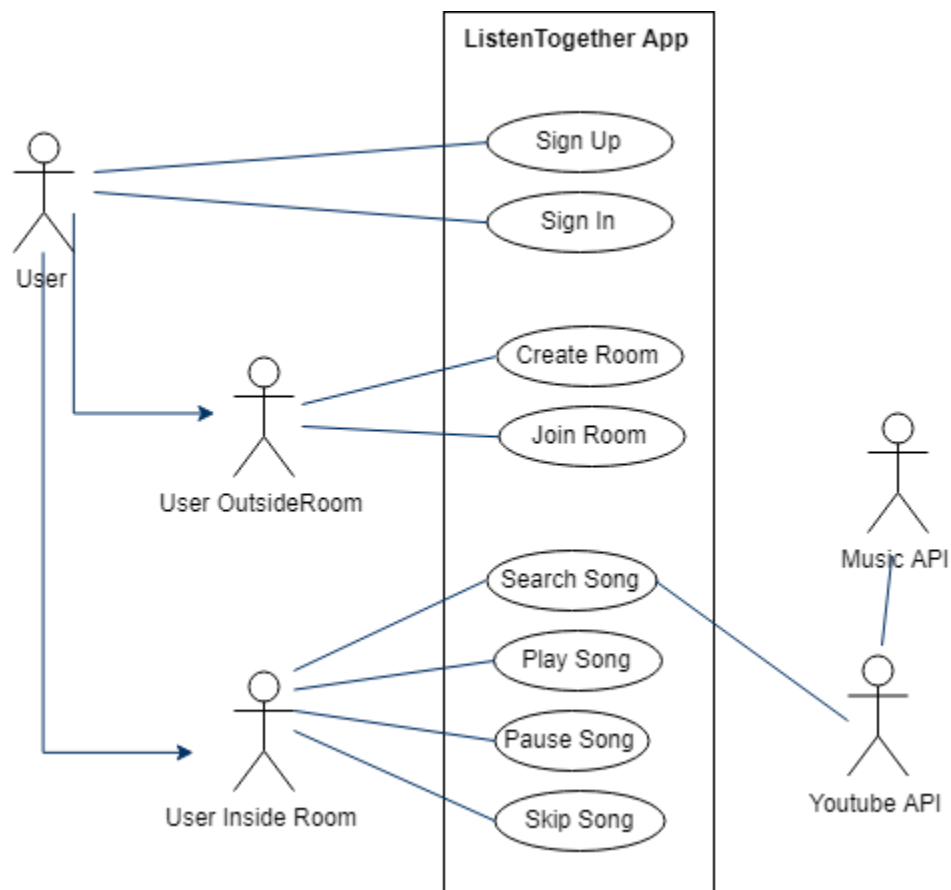 ListenTogether App
Sign Up
Sign In
User
Create Room
Join Room
User OutsideRoom
Music API
Search Song
Play Song
Pause Song
Youtube API
User Inside Room
Skip Song